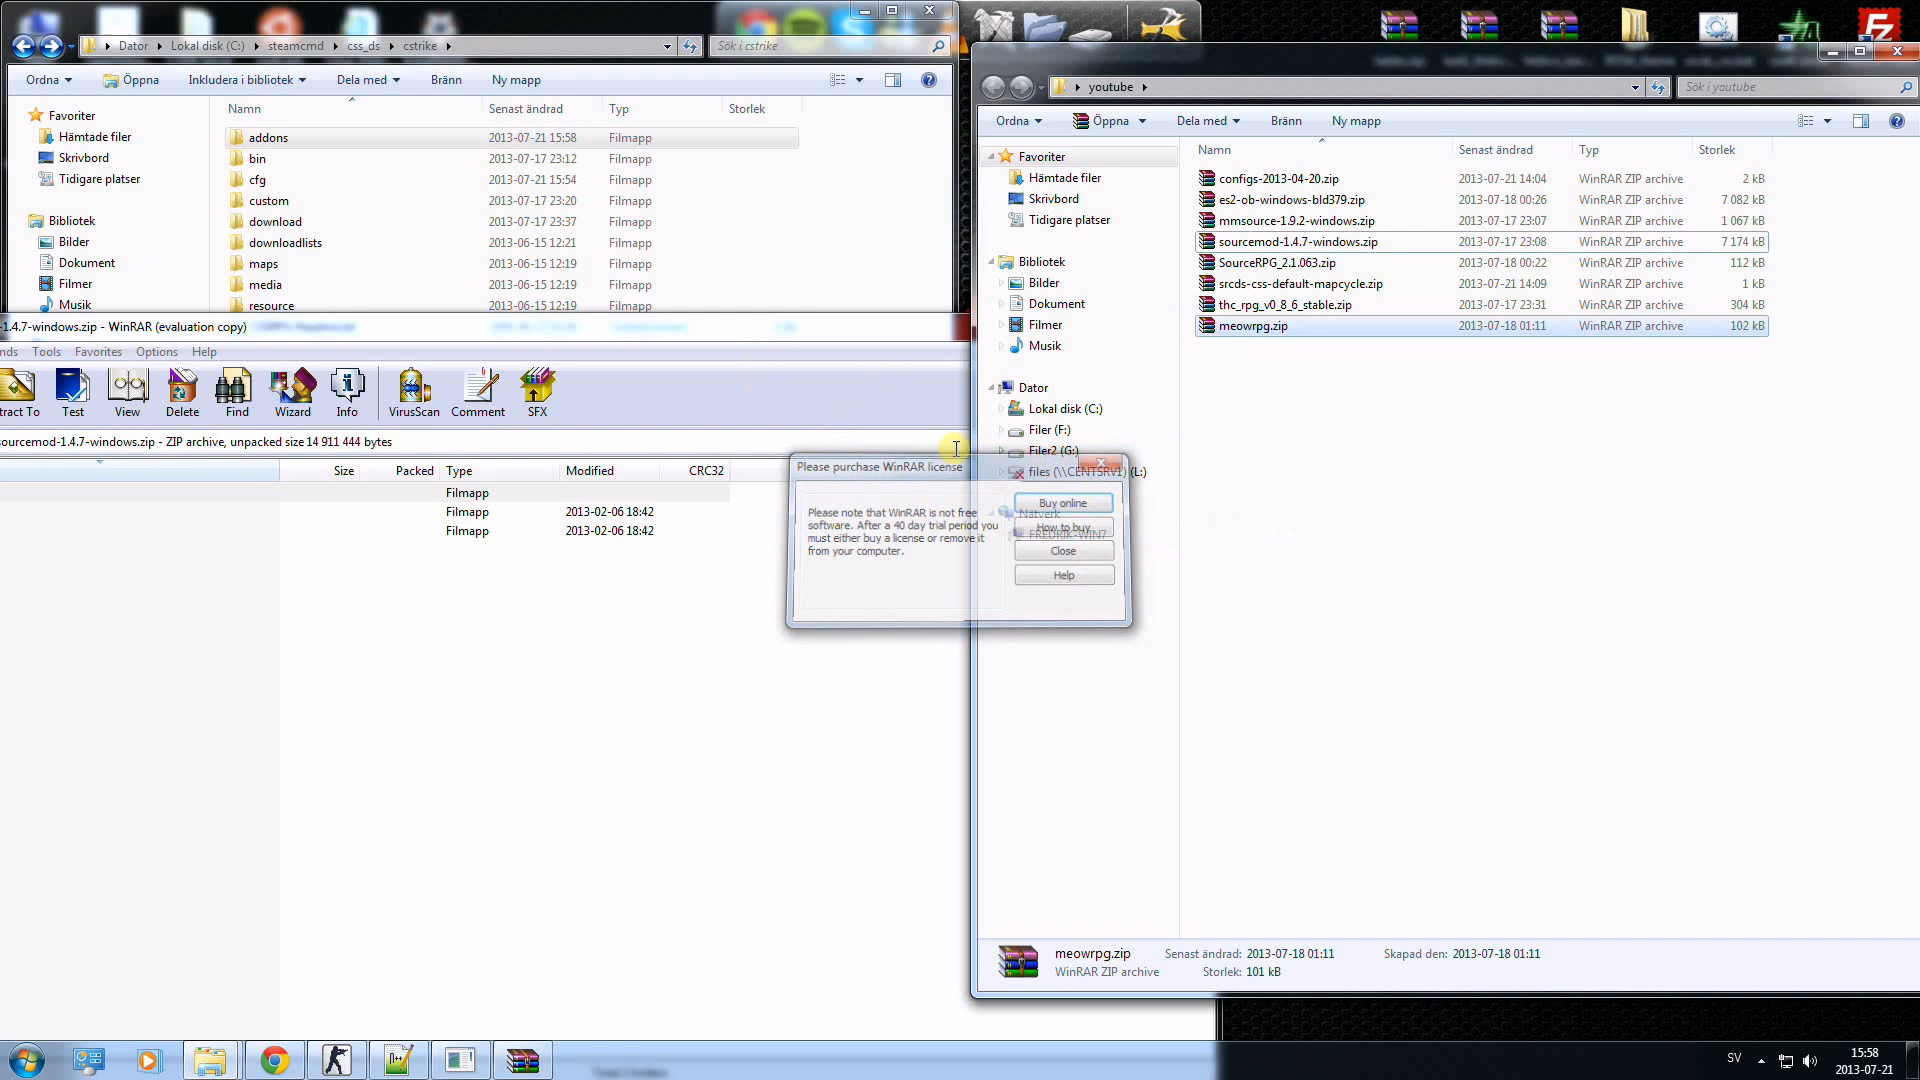 Dator Lokal disk (C:) steamcmd css_ds cstrike
Sök i cstrike
Ordna Öppna Inkludera i bibliotek Dela med Bränn Ny mapp
Favoriter
Hämtade filer
Skrivbord
Tidigare platser
Bibliotek
Bilder
Dokument
Filmer
Musik
Namn Senast ändrad Typ Storlek
addons 2013-07-21 15:58 Filmapp
bin 2013-07-17 23:12 Filmapp
cfg 2013-07-21 15:54 Filmapp
custom 2013-07-17 23:20 Filmapp
download 2013-07-17 23:37 Filmapp
downloadlists 2013-06-15 12:21 Filmapp
maps 2013-06-15 12:19 Filmapp
media 2013-06-15 12:19 Filmapp
resource 2013-06-15 12:19 Filmapp
-1.4.7-windows.zip - WinRAR (evaluation copy)
nds Tools Favorites Options Help
tract To Test View Delete Find Wizard Info VirusScan Comment SFX
sourcemod-1.4.7-windows.zip - ZIP archive, unpacked size 14 911 444 bytes
Size Packed Type Modified CRC32
Filmapp
Filmapp 2013-02-06 18:42
Filmapp 2013-02-06 18:42
Please purchase WinRAR license
Please note that WinRAR is not free
software. After a 40 day trial period you
must either buy a license or remove it
from your computer.
Buy online
How to buy
Close
Help
youtube
Sök i youtube
Ordna Öppna Dela med Bränn Ny mapp
Favoriter
Hämtade filer
Skrivbord
Tidigare platser
Bibliotek
Bilder
Dokument
Filmer
Musik
Dator
Lokal disk (C:)
Filer (F:)
Filer2 (G:)
files (\\CENTSRV1) (L:)
Nätverk
FREDRIK-WIN7
Namn Senast ändrad Typ Storlek
configs-2013-04-20.zip 2013-07-21 14:04 WinRAR ZIP archive 2 kB
es2-ob-windows-bld379.zip 2013-07-18 00:26 WinRAR ZIP archive 7 082 kB
mmsource-1.9.2-windows.zip 2013-07-17 23:07 WinRAR ZIP archive 1 067 kB
sourcemod-1.4.7-windows.zip 2013-07-17 23:08 WinRAR ZIP archive 7 174 kB
SourceRPG_2.1.063.zip 2013-07-18 00:22 WinRAR ZIP archive 112 kB
srcds-css-default-mapcycle.zip 2013-07-21 14:09 WinRAR ZIP archive 1 kB
thc_rpg_v0_8_6_stable.zip 2013-07-17 23:31 WinRAR ZIP archive 304 kB
meowrpg.zip 2013-07-18 01:11 WinRAR ZIP archive 102 kB
meowrpg.zip Senast ändrad: 2013-07-18 01:11 Skapad den: 2013-07-18 01:11
WinRAR ZIP archive Storlek: 101 kB
SV
15:58
2013-07-21